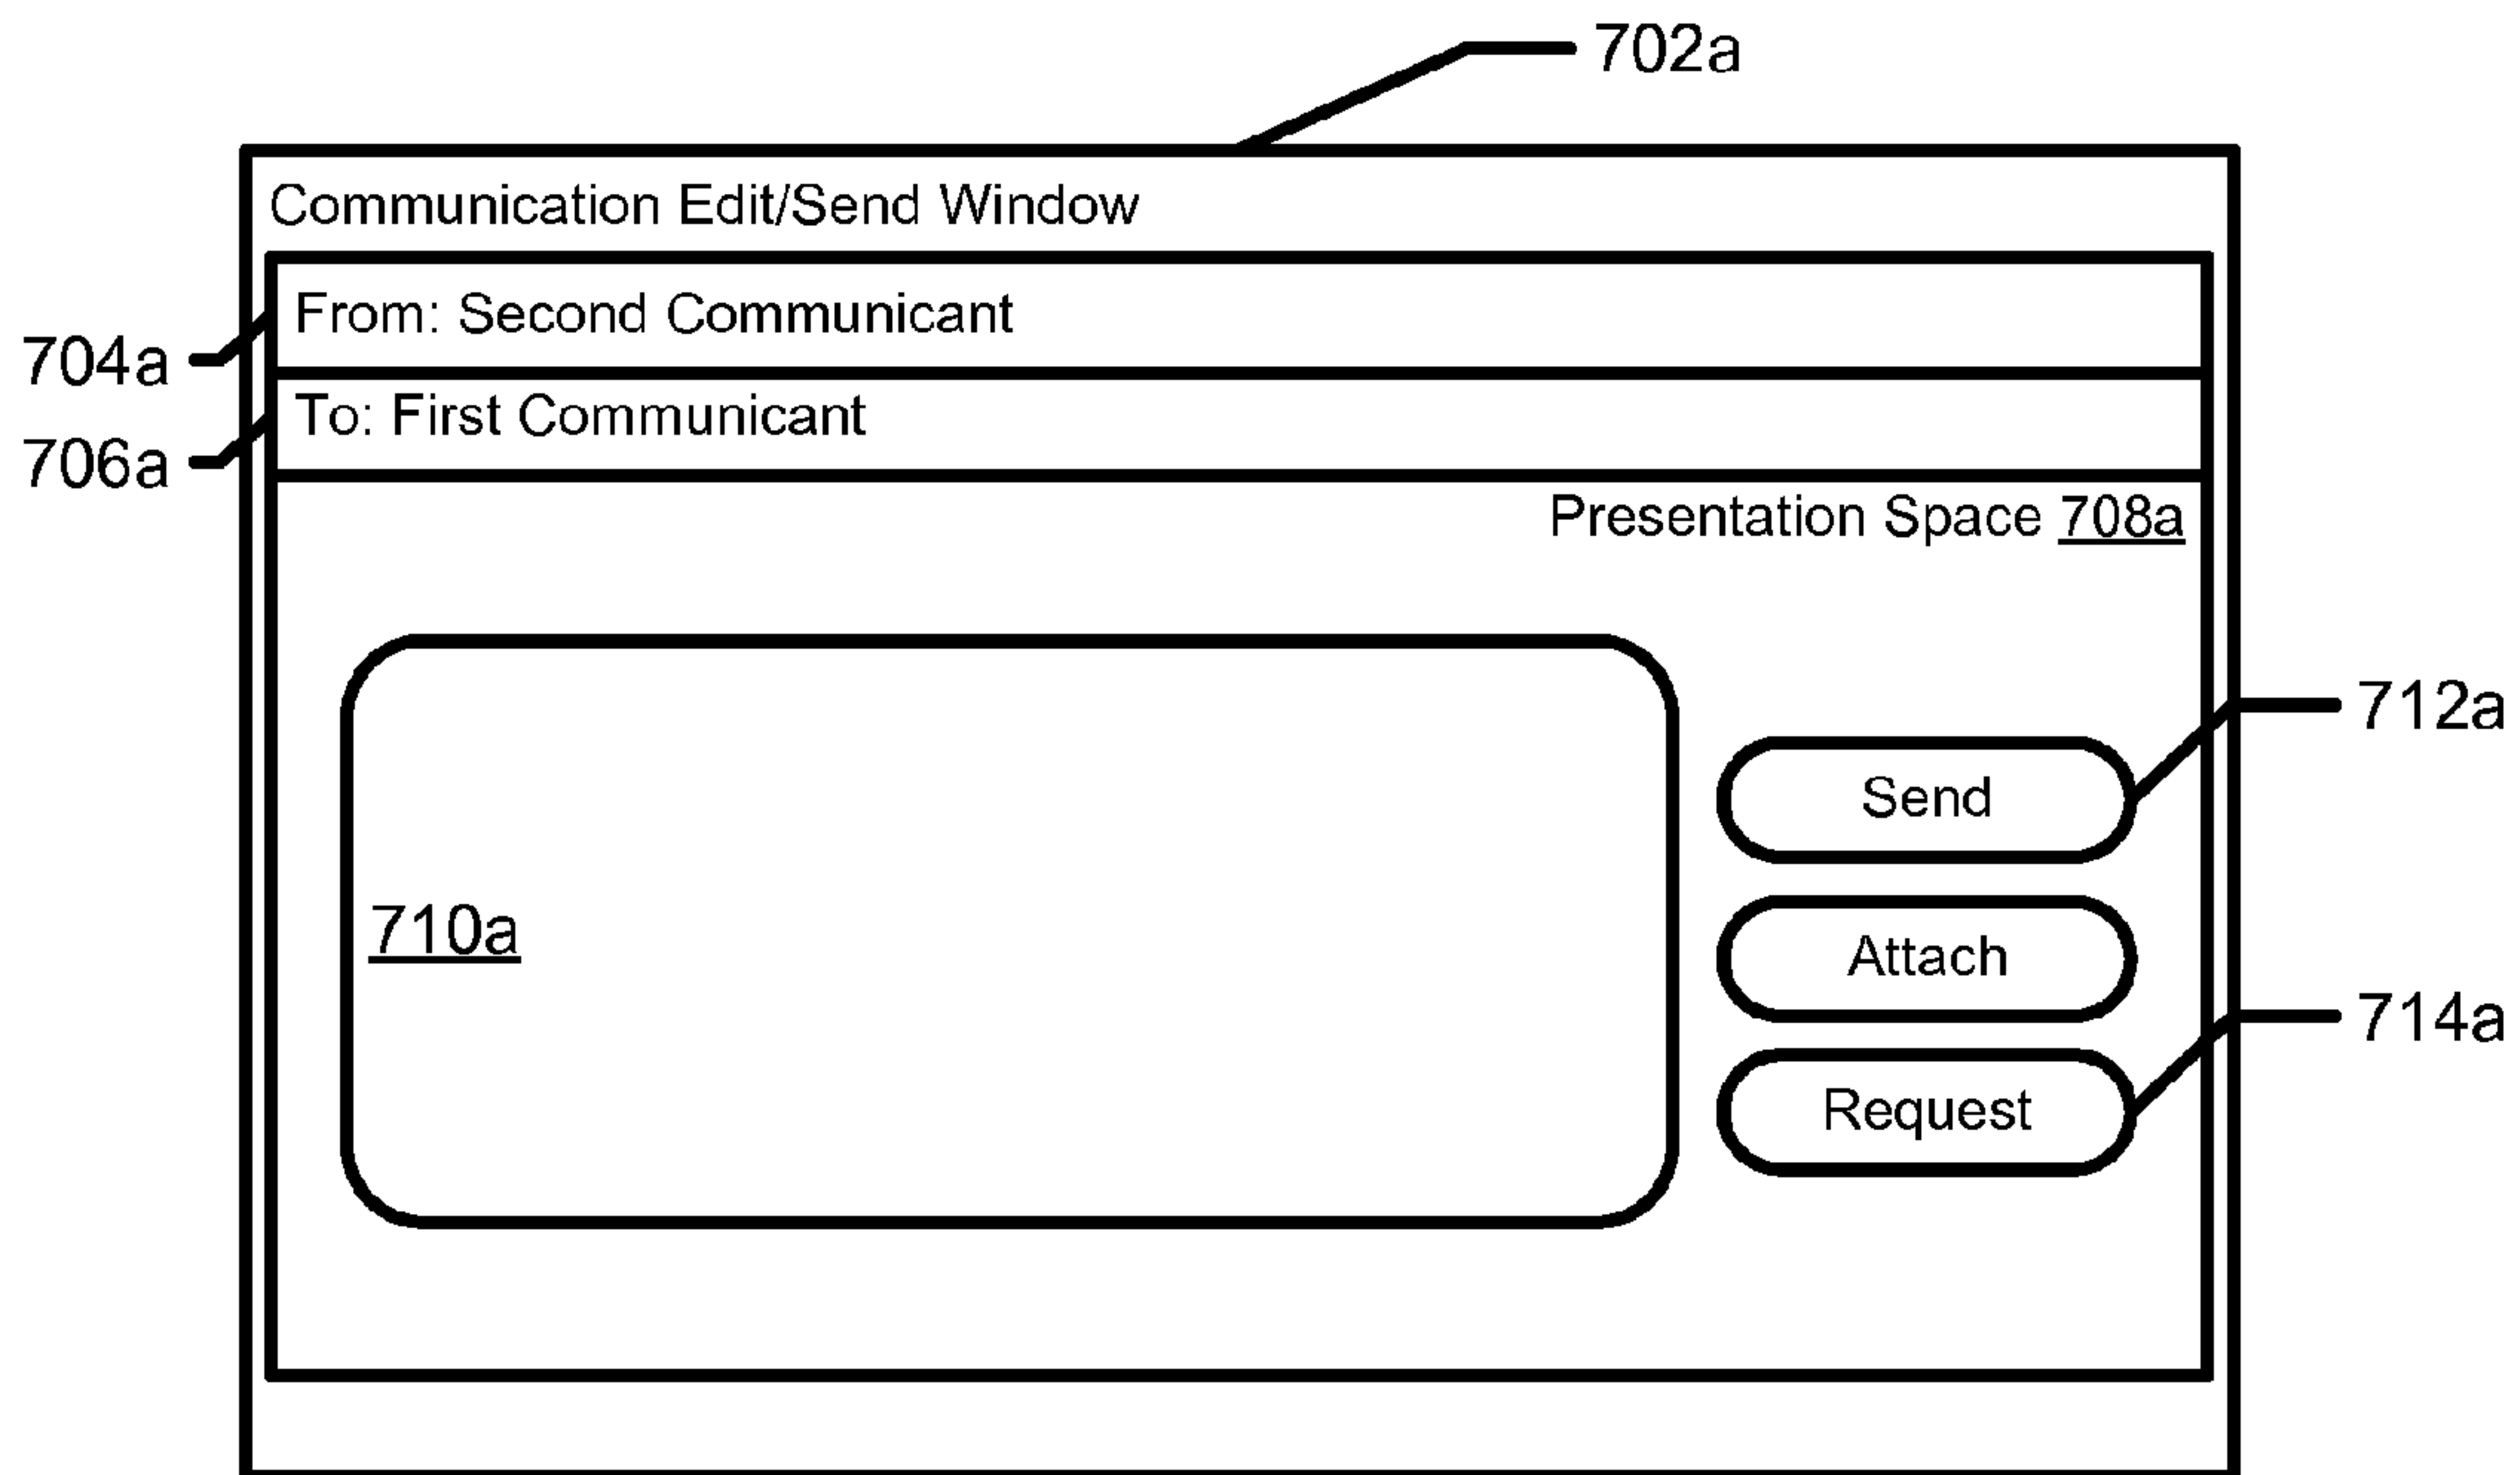 702a
Communication Edit/Send Window
From: Second Communicant
704a
To: First Communicant
706a
Presentation Space 708a
712a
Send
710a
Attach
714a
Request